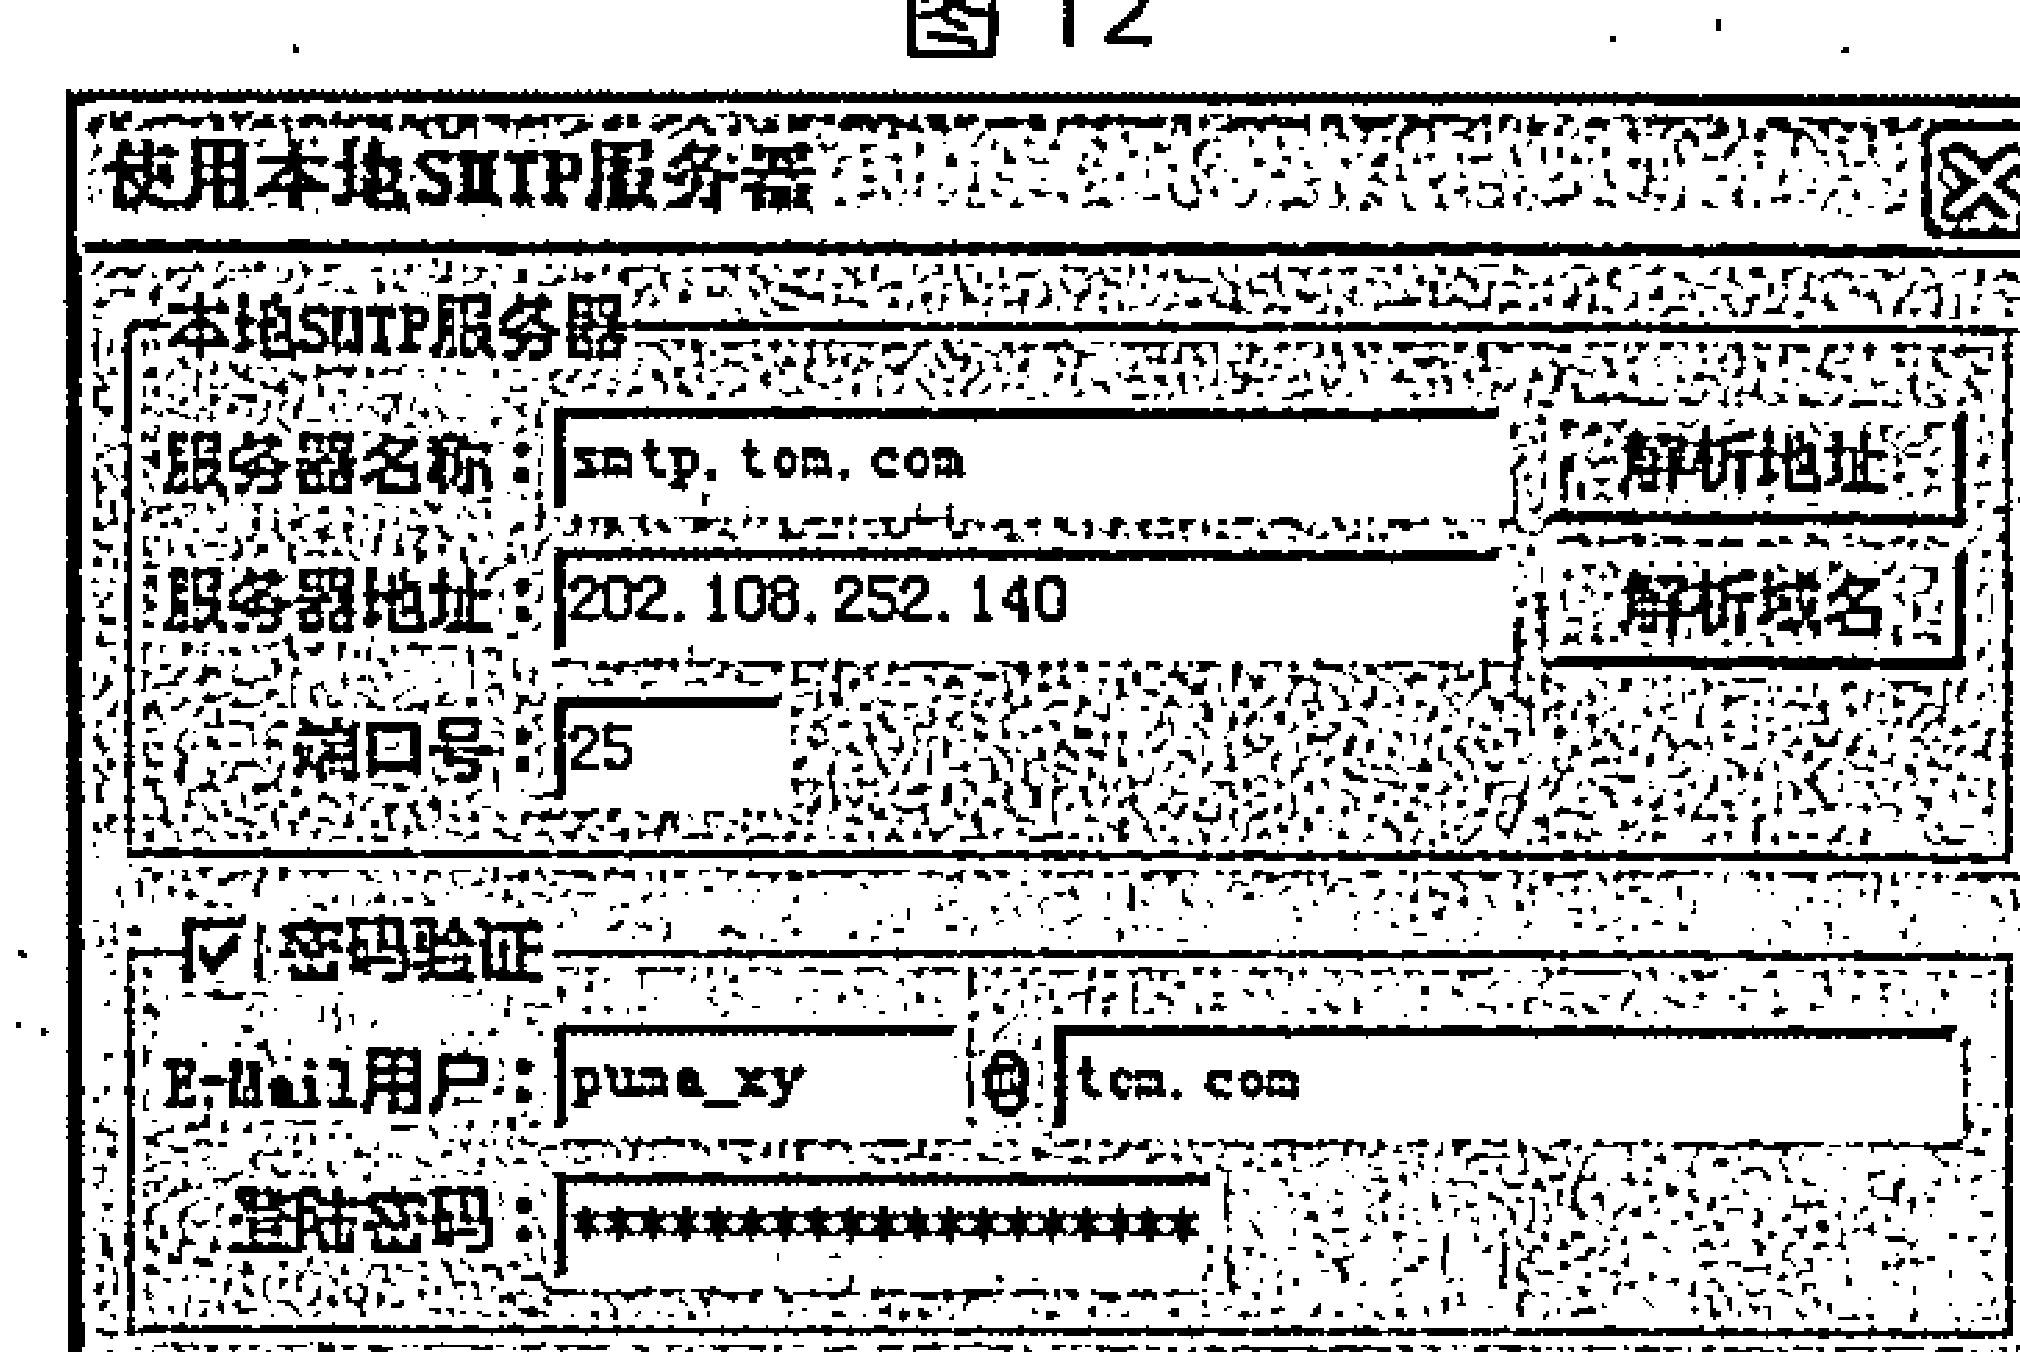 图 12
使用本地SMTP服务器
本地SMTP服务器
服务器名称： smtp.tom.com 解析地址
服务器地址： 202.108.252.140 解析域名
端口号： 25
密码验证
E-Mail用户： puma_xy @ tom.com
登陆密码： ******************